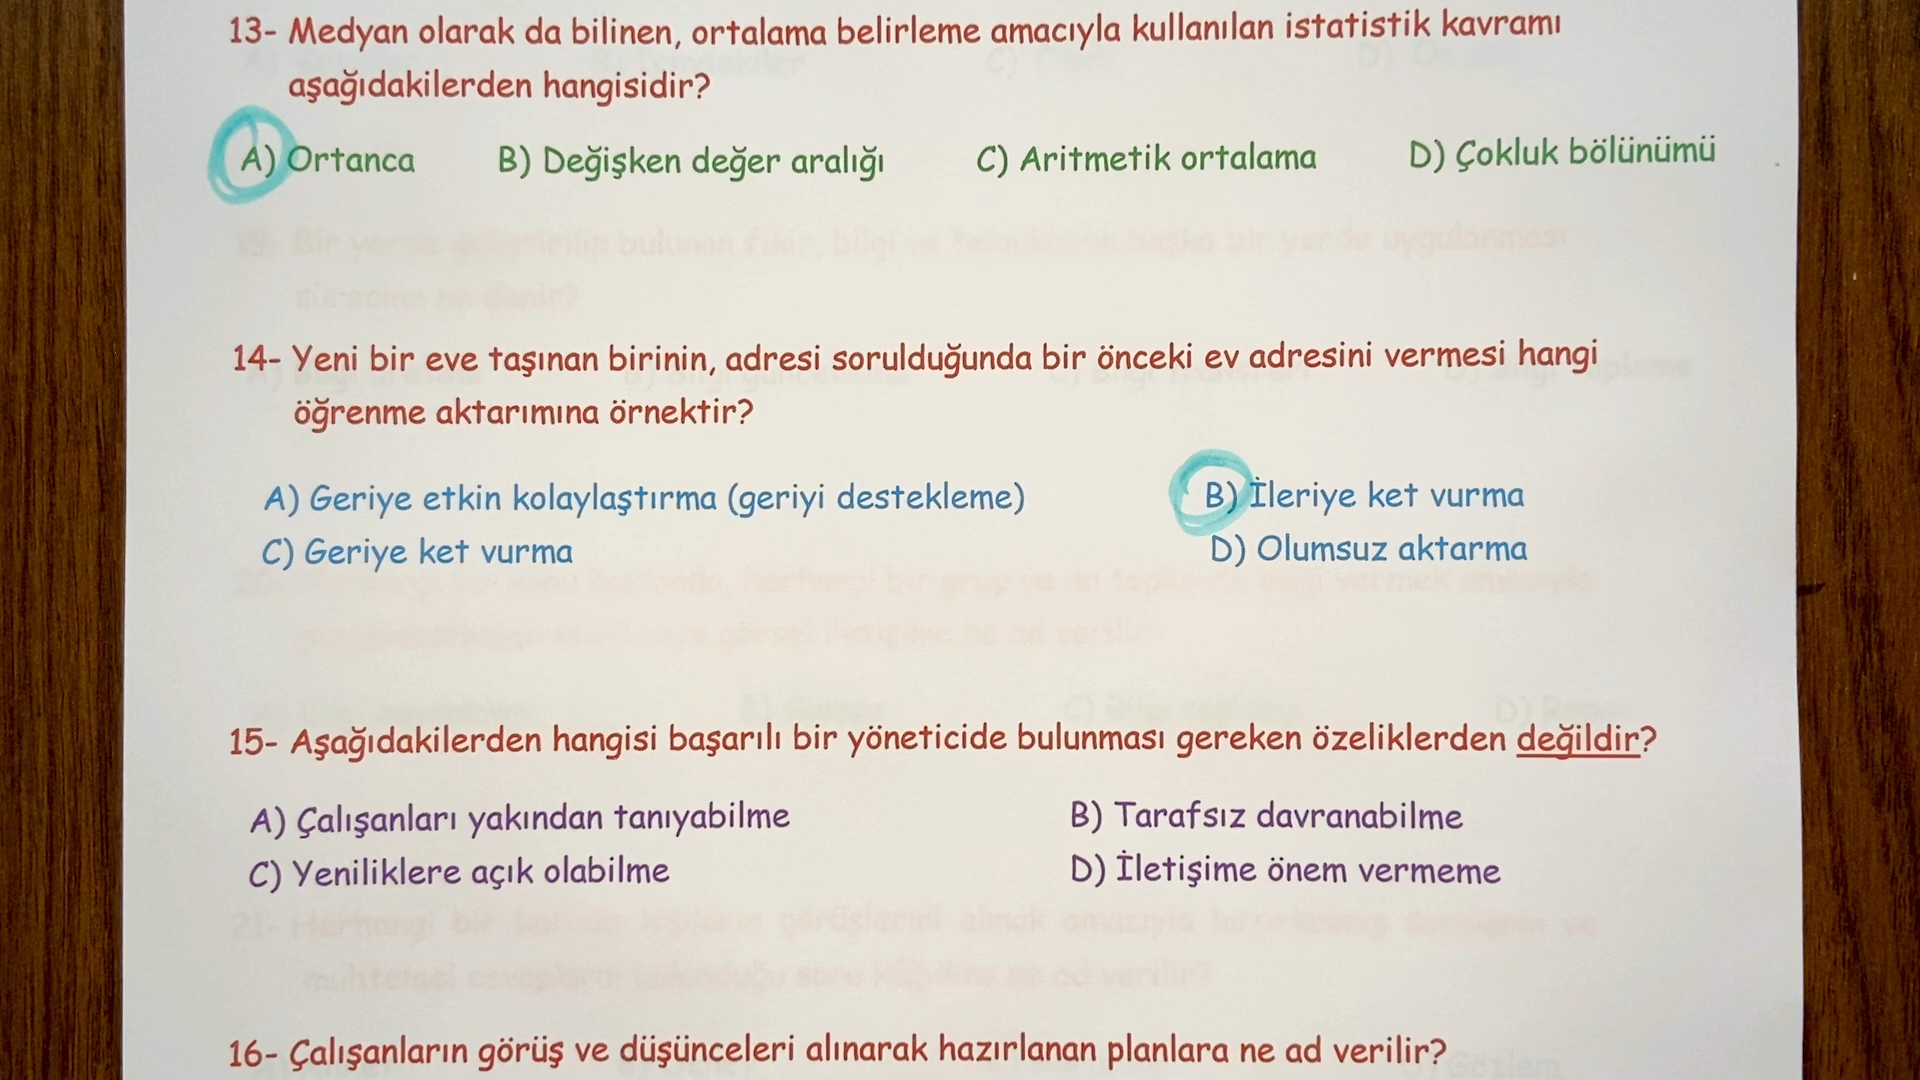 13- Medyan olarak da bilinen, ortalama belirleme amacıyla kullanılan istatistik kavramı
aşağıdakilerden hangisidir?
A) Ortanca B) Değişken değer aralığı C) Aritmetik ortalama D) Çokluk bölünümü
14- Yeni bir eve taşınan birinin, adresi sorulduğunda bir önceki ev adresini vermesi hangi
öğrenme aktarımına örnektir?
A) Geriye etkin kolaylaştırma (geriyi destekleme) B) İleriye ket vurma
C) Geriye ket vurma D) Olumsuz aktarma
15- Aşağıdakilerden hangisi başarılı bir yöneticide bulunması gereken özeliklerden değildir?
A) Çalışanları yakından tanıyabilme B) Tarafsız davranabilme
C) Yeniliklere açık olabilme D) İletişime önem vermeme
16- Çalışanların görüş ve düşünceleri alınarak hazırlanan planlara ne ad verilir?